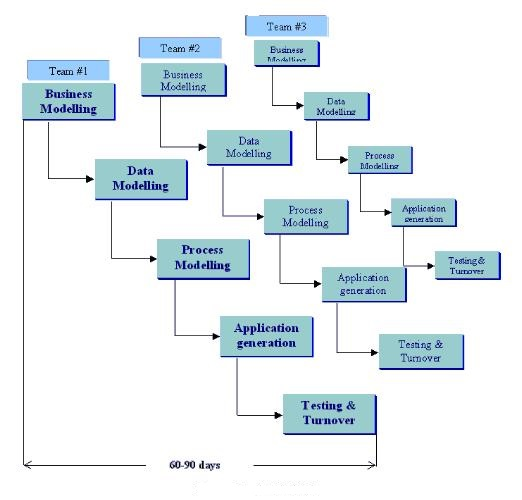 Team #1
Business
Modelling
Data
Modelling
Process
Modelling
Application
generation
Testing &
Turnover
Team #2
Business
Modelling
Data
Modelling
Process
Modelling
Application
generation
Testing &
Turnover
Team #3
Business
Modelling
Data
Modelling
Process
Modelling
Application
generation
Testing &
Turnover
60-90 days